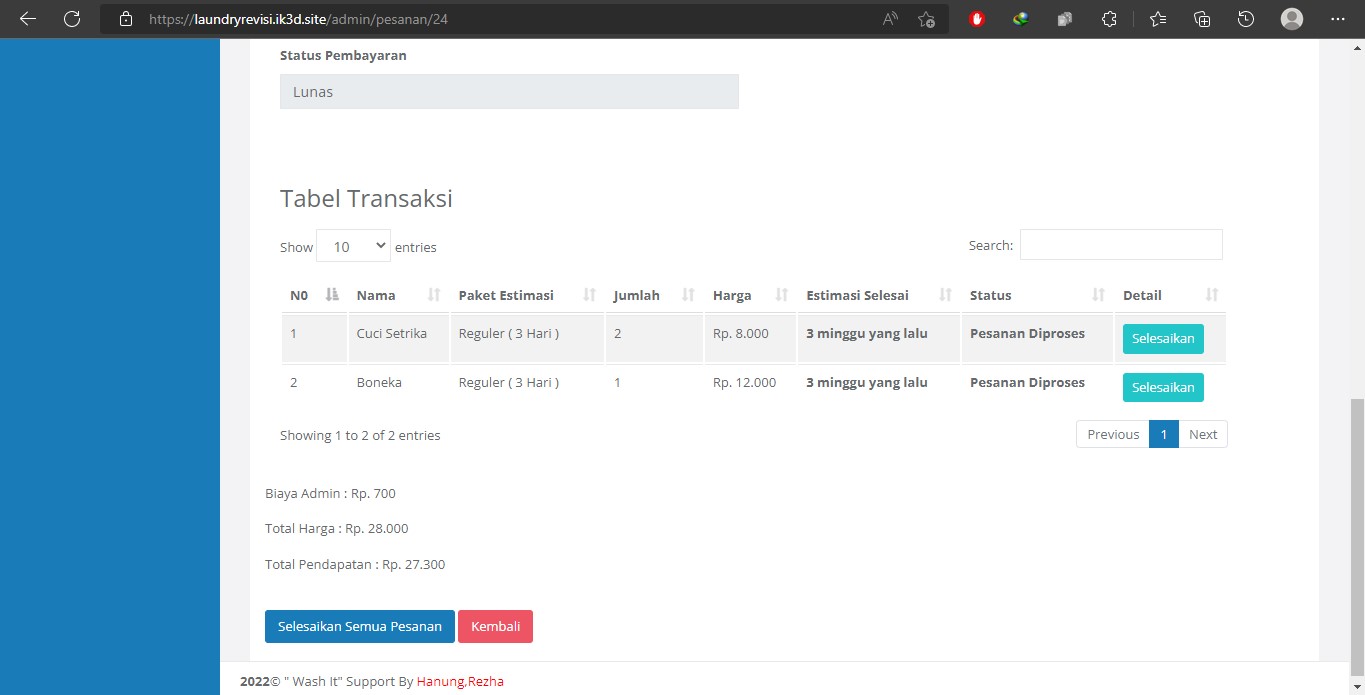 https://laundryrevisi.ik3d.site/admin/pesanan/24
Status Pembayaran
Lunas
Tabel Transaksi
Show 10 entries
Search:
N0 Nama Paket Estimasi Jumlah Harga Estimasi Selesai Status Detail
1 Cuci Setrika Reguler ( 3 Hari ) 2 Rp. 8.000 3 minggu yang lalu Pesanan Diproses Selesaikan
2 Boneka Reguler ( 3 Hari ) 1 Rp. 12.000 3 minggu yang lalu Pesanan Diproses Selesaikan
Showing 1 to 2 of 2 entries
Previous 1 Next
Biaya Admin : Rp. 700
Total Harga : Rp. 28.000
Total Pendapatan : Rp. 27.300
Selesaikan Semua Pesanan Kembali
2022© " Wash It" Support By Hanung,Rezha